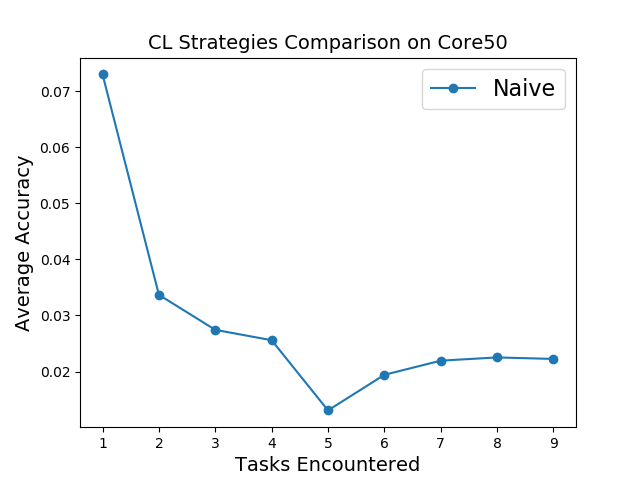 CL Strategies Comparison on Core50
Naive
Average Accuracy
0.07
0.06
0.05
0.04
0.03
0.02
1 2 3 4 5 6 7 8 9
Tasks Encountered